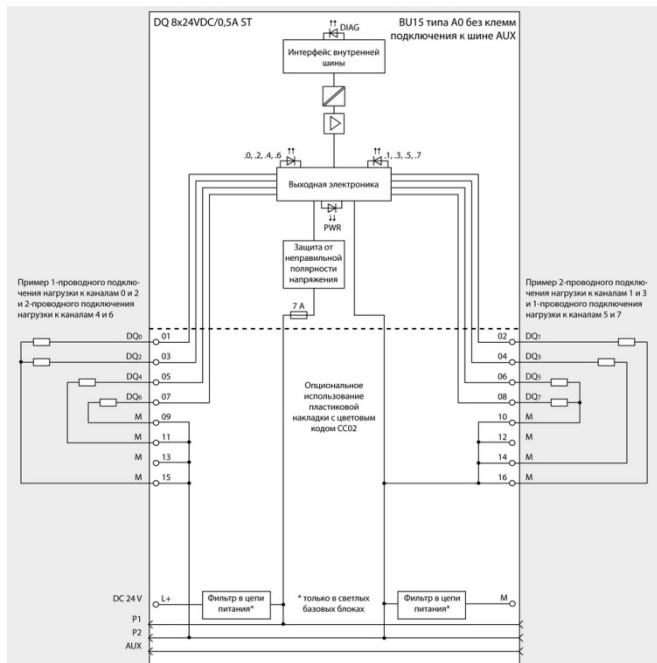 DQ 8x24VDC/0,5A ST
BU15 типа A0 без клемм
подключения к шине AUX
DIAG
Интерфейс внутренней
шины
.0, .2, .4, .6
.1, .3, .5, .7
Выходная электроника
PWR
Защита от
неправильной
полярности
напряжения
7 A
Пример 1-проводного подклю-
чения нагрузки к каналам 0 и 2
и 2-проводного подключения
нагрузки к каналам 4 и 6
Пример 2-проводного подклю-
чения нагрузки к каналам 1 и 3
и 1-проводного подключения
нагрузки к каналам 5 и 7
DQ0 01
02 DQ1
DQ2 03
04 DQ3
DQ4 05
06 DQ5
DQ6 07
08 DQ7
M 09
10 M
M 11
12 M
M 13
14 M
M 15
16 M
Опциональное
использование
пластиковой
накладки с цветовым
кодом CC02
DC 24 V L+
Фильтр в цепи
питания*
* только в светлых
базовых блоках
Фильтр в цепи
питания*
M
P1
P2
AUX